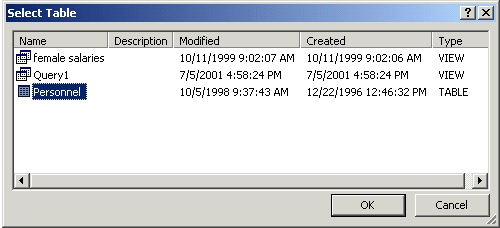 Select Table
Name Description Modified Created Type
female salaries 10/11/1999 9:02:07 AM 10/11/1999 9:02:06 AM VIEW
Query1 7/5/2001 4:58:24 PM 7/5/2001 4:58:24 PM VIEW
Personnel 10/5/1998 9:37:43 AM 12/22/1996 12:46:32 PM TABLE
OK Cancel